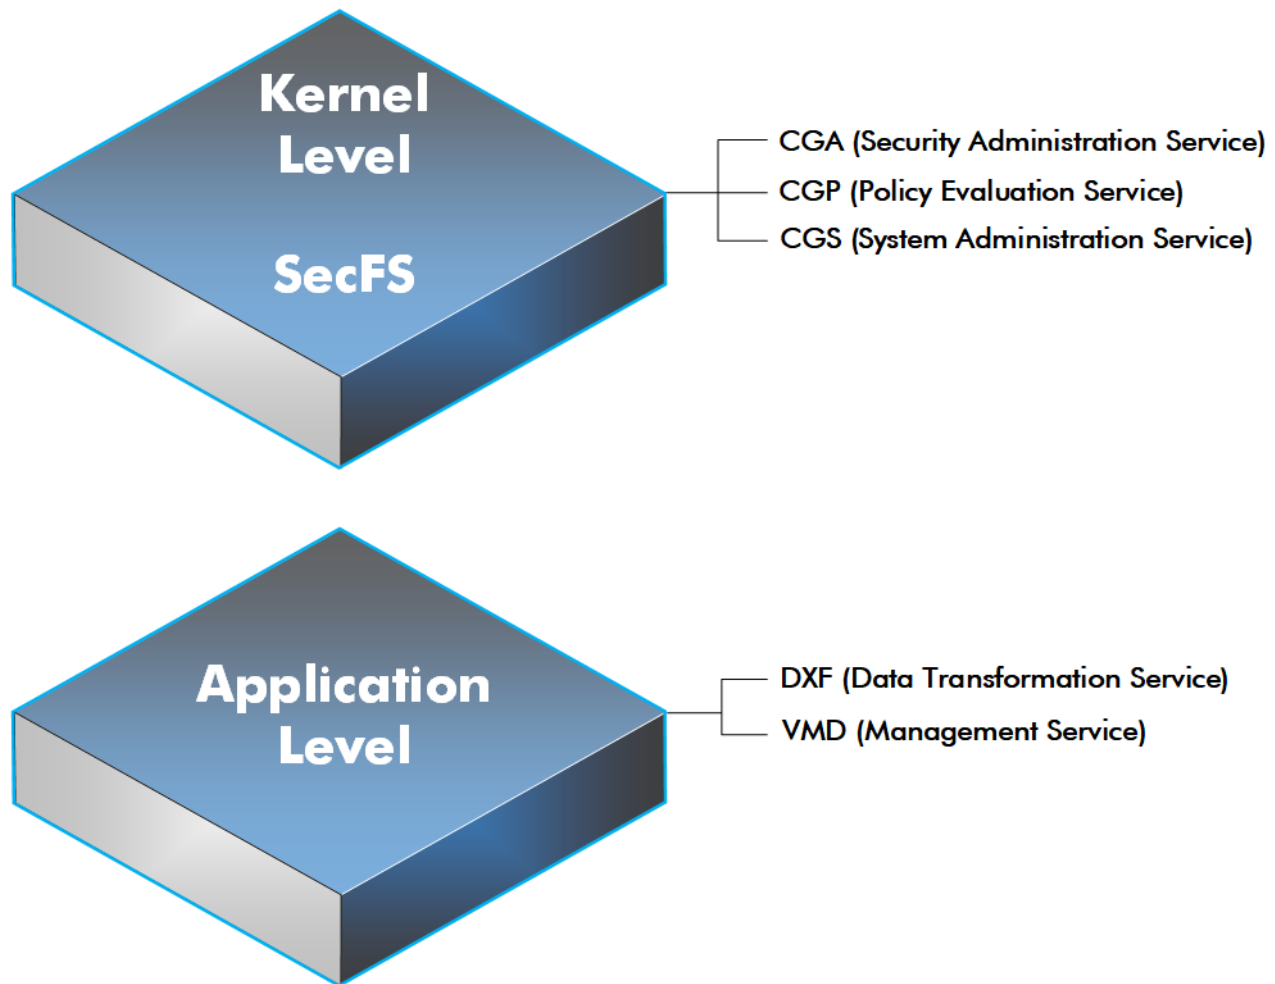 Kernel
Level
SecFS
CGA (Security Administration Service)
CGP (Policy Evaluation Service)
CGS (System Administration Service)
Application
Level
DXF (Data Transformation Service)
VMD (Management Service)